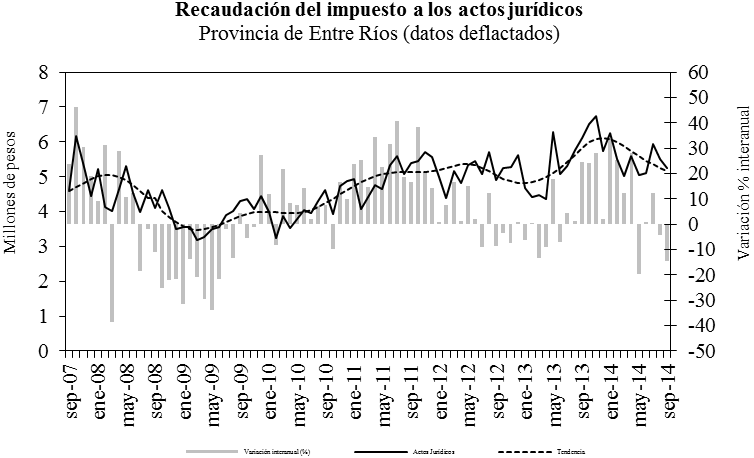 Recaudación del impuesto a los actos jurídicos
Provincia de Entre Ríos (datos deflactados)
Millones de pesos
8
7
6
5
4
3
2
1
0
60
50
40
30
20
10
0
-10
-20
-30
-40
-50
Variación % interanual
sep-07
ene-08
may-08
sep-08
ene-09
may-09
sep-09
ene-10
may-10
sep-10
ene-11
may-11
sep-11
ene-12
may-12
sep-12
ene-13
may-13
sep-13
ene-14
may-14
sep-14
Variación interanual (%)
Actos Jurídicos
Tendencia